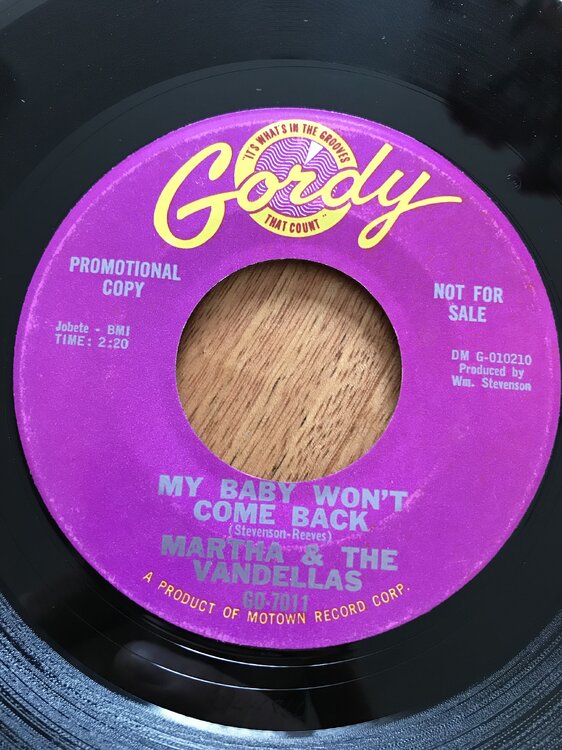 "IT'S WHAT'S IN THE GROOVES
Gordy
THAT COUNT"
PROMOTIONAL
COPY
NOT FOR
SALE
Jobete - BMI
TIME: 2:20
DM G-010210
Produced by
Wm. Stevenson
MY BABY WON'T
COME BACK
(Stevenson-Reeves)
MARTHA & THE
VANDELLAS
GO-7011
A PRODUCT OF MOTOWN RECORD CORP.